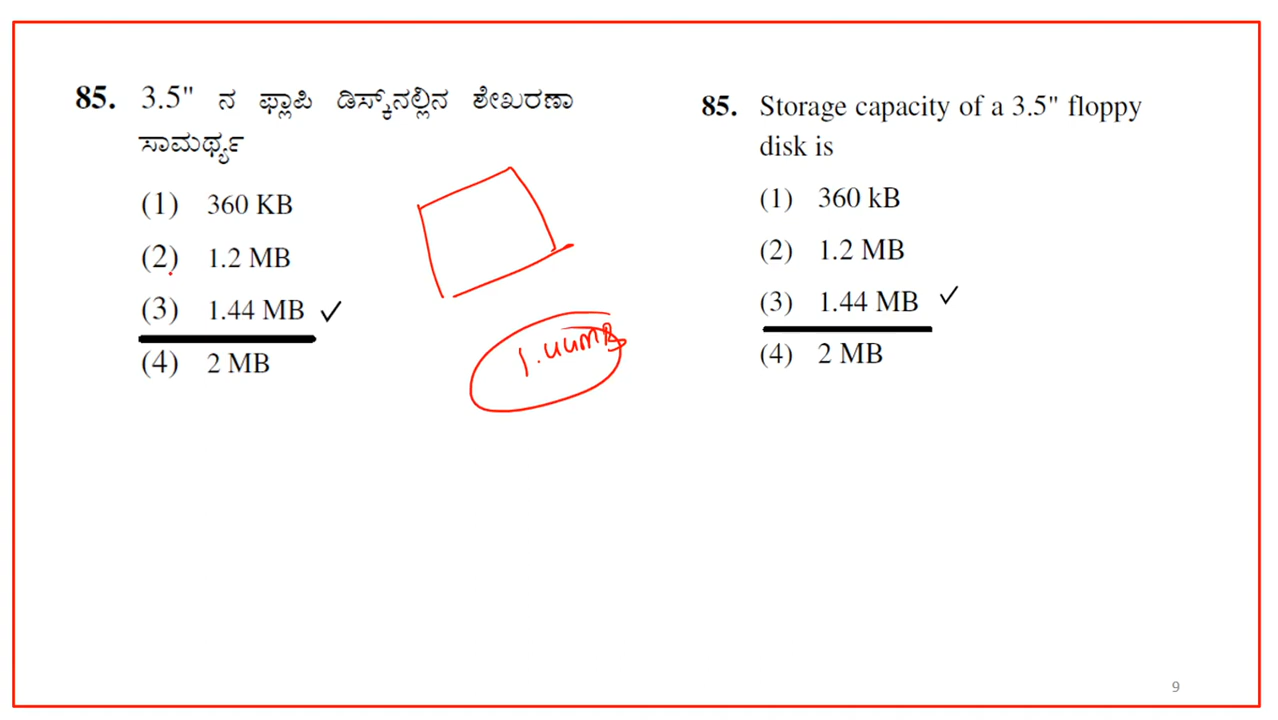 85. 3.5" ನ ಫ್ಲಾಪಿ ಡಿಸ್ಕ್‌ನಲ್ಲಿನ ಶೇಖರಣಾ
ಸಾಮರ್ಥ್ಯ
(1) 360 KB
(2) 1.2 MB
(3) 1.44 MB ✓
(4) 2 MB
1.44MB
85. Storage capacity of a 3.5" floppy
disk is
(1) 360 kB
(2) 1.2 MB
(3) 1.44 MB ✓
(4) 2 MB
9